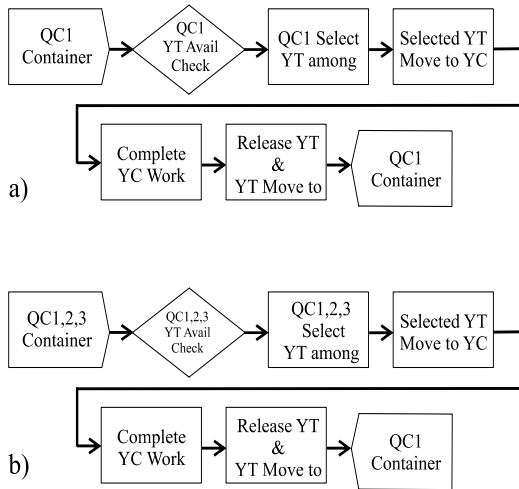 QC1
Container
QC1
YT Avail
Check
QC1 Select
YT among
Selected YT
Move to YC
Complete
YC Work
Release YT
&
YT Move to
QC1
Container
a)
QC1,2,3
Container
QC1,2,3
YT Avail
Check
QC1,2,3
Select
YT among
Selected YT
Move to YC
Complete
YC Work
Release YT
&
YT Move to
QC1
Container
b)